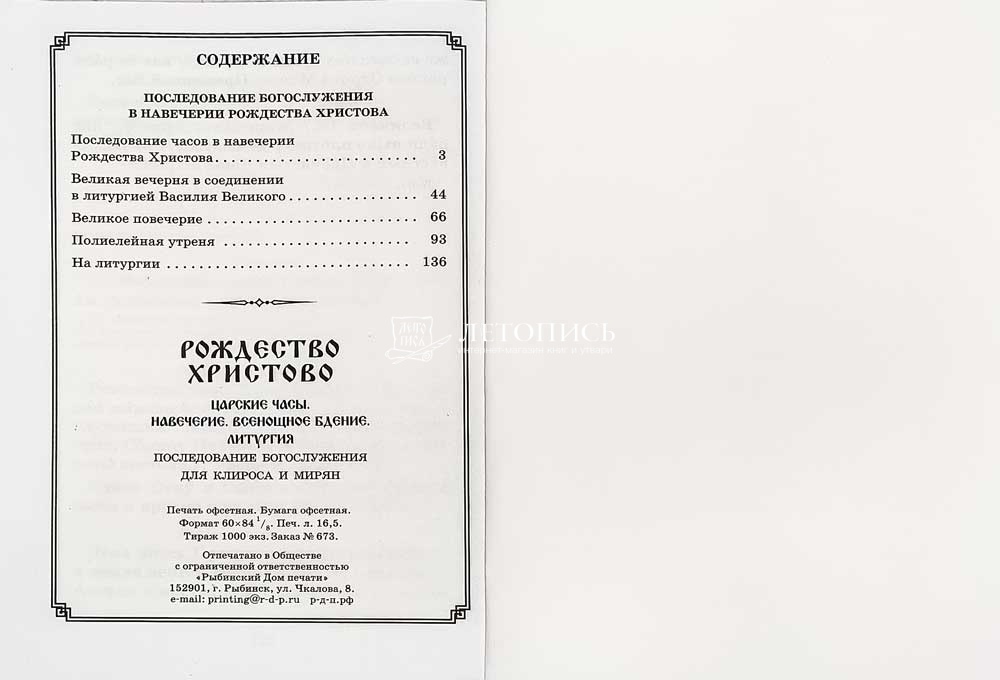 СОДЕРЖАНИЕ
ПОСЛЕДОВАНИЕ БОГОСЛУЖЕНИЯ
В НАВЕЧЕРИИ РОЖДЕСТВА ХРИСТОВА
Последование часов в навечерии
Рождества Христова. . . . . . . . . . . . . . . . . . . . . . . . . . 3
Великая вечерня в соединении
в литургией Василия Великого . . . . . . . . . . . . . . . . 44
Великое повечерие . . . . . . . . . . . . . . . . . . . . . . . . . . 66
Полиелейная утреня . . . . . . . . . . . . . . . . . . . . . . . . 93
На литургии . . . . . . . . . . . . . . . . . . . . . . . . . . . . . . . 136
ЛЕТОПИСЬ
РОЖДЕСТВО
ХРИСТОВО
ЦАРСКИЕ ЧАСЫ.
НАВЕЧЕРИЕ. ВСЕНОЩНОЕ БДЕНИЕ.
ЛИТУРГИЯ
ПОСЛЕДОВАНИЕ БОГОСЛУЖЕНИЯ
ДЛЯ КЛИРОСА И МИРЯН
Печать офсетная. Бумага офсетная.
Формат 60×84 1/8. Печ. л. 16,5.
Тираж 1000 экз. Заказ № 673.
Отпечатано в Обществе
с ограниченной ответственностью
«Рыбинский Дом печати»
152901, г. Рыбинск, ул. Чкалова, 8.
e-mail: printing@r-d-p.ru р-д-п.рф